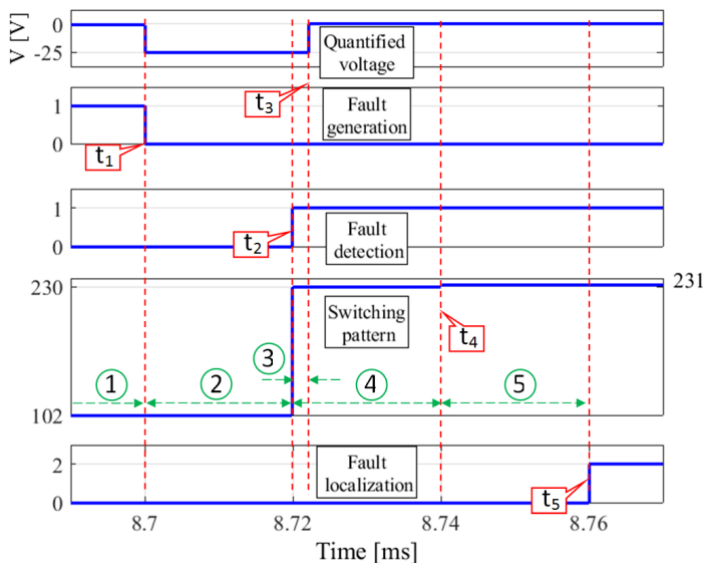 V [V]
0
-25
Quantified
voltage
t3
1
0
Fault
generation
t1
1
0
Fault
detection
t2
230
102
231
Switching
pattern
t4
3
1
2
4
5
2
0
Fault
localization
t5
8.7
8.72
8.74
8.76
Time [ms]